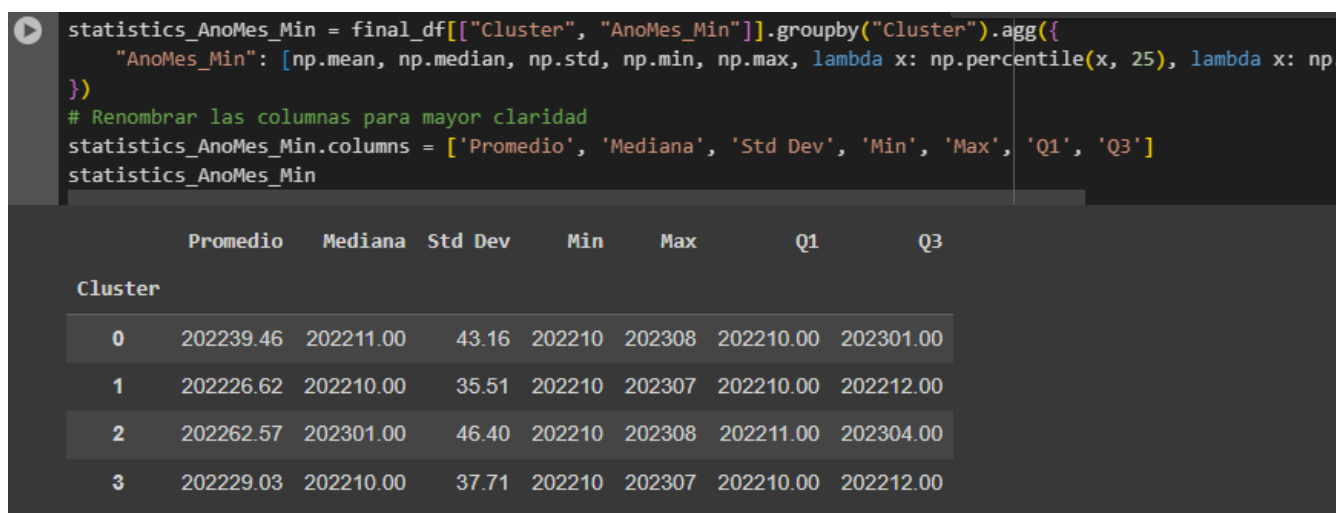 statistics_AnoMes_Min = final_df[["Cluster", "AnoMes_Min"]].groupby("Cluster").agg({
    "AnoMes_Min": [np.mean, np.median, np.std, np.min, np.max, lambda x: np.percentile(x, 25), lambda x: np.
})
# Renombrar las columnas para mayor claridad
statistics_AnoMes_Min.columns = ['Promedio', 'Mediana', 'Std Dev', 'Min', 'Max', 'Q1', 'Q3']
statistics_AnoMes_Min
Promedio Mediana Std Dev Min Max Q1 Q3
Cluster
0 202239.46 202211.00 43.16 202210 202308 202210.00 202301.00
1 202226.62 202210.00 35.51 202210 202307 202210.00 202212.00
2 202262.57 202301.00 46.40 202210 202308 202211.00 202304.00
3 202229.03 202210.00 37.71 202210 202307 202210.00 202212.00